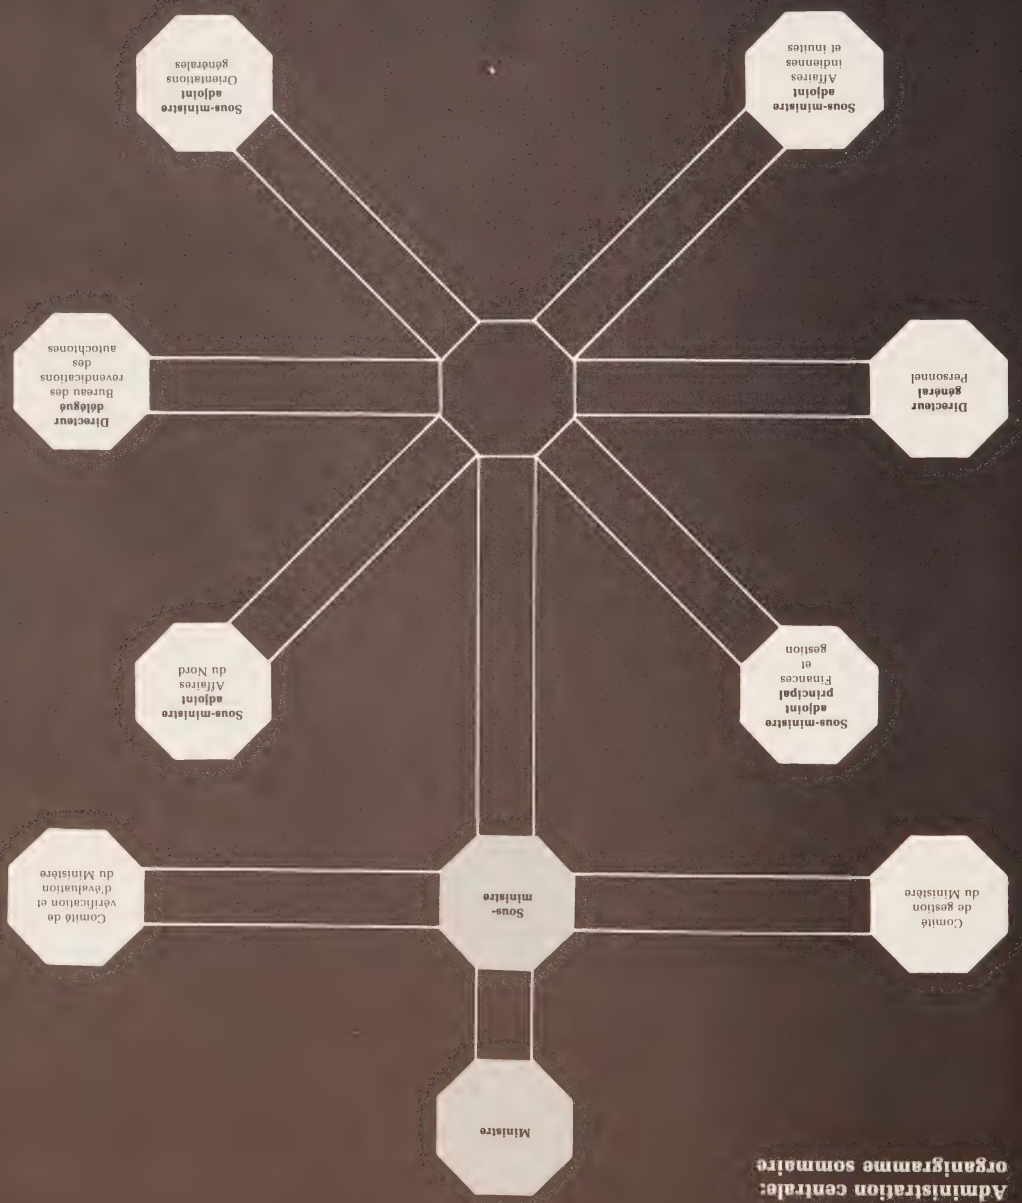 Administration centrale:
organigramme sommaire
Ministre
Comité
de gestion
du Ministère
Sous-
ministre
Comité de
vérification et
d'évaluation
du Ministère
Sous-ministre
adjoint
principal
Finances
et
gestion
Sous-ministre
adjoint
Affaires
du Nord
Directeur
général
Personnel
Directeur
délégué
Bureau des
revendications
des
autochtones
Sous-ministre
adjoint
Affaires
indiennes
et inuites
Sous-ministre
adjoint
Orientations
générales